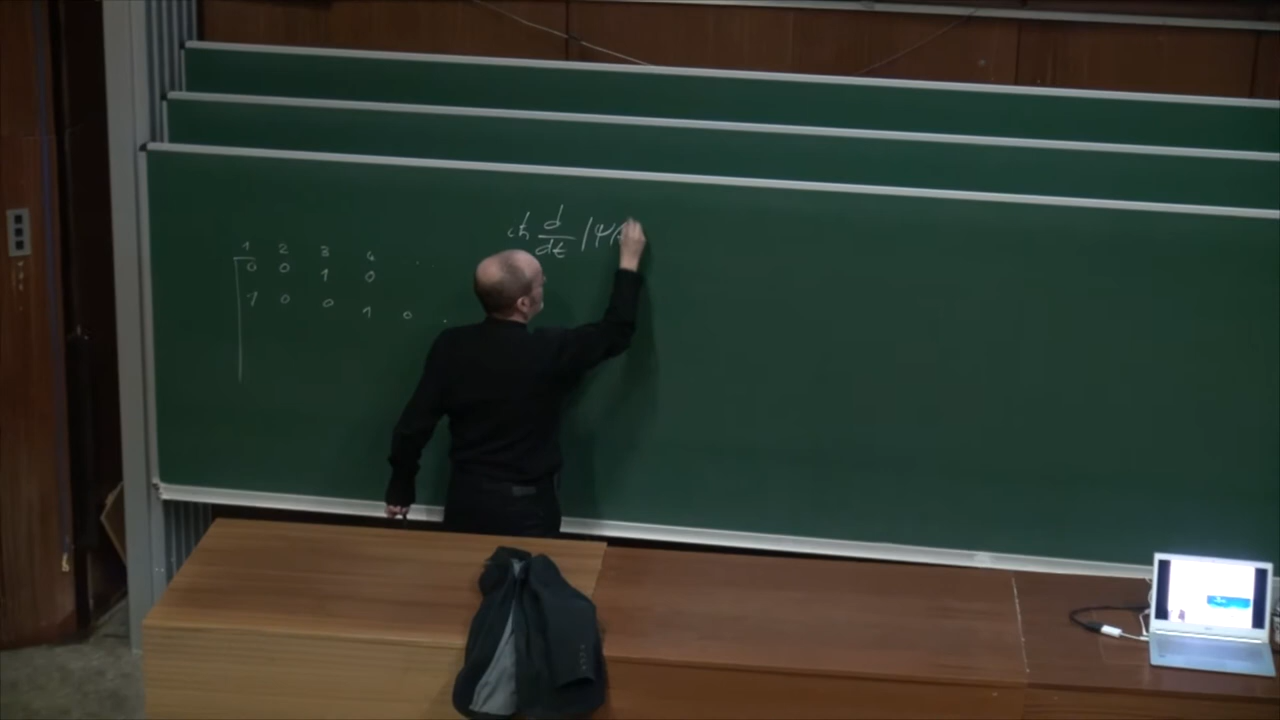 1 2 3 4 . .
0 0 1 0
1 0 0
1 0 .
iħ d/dt |ψ